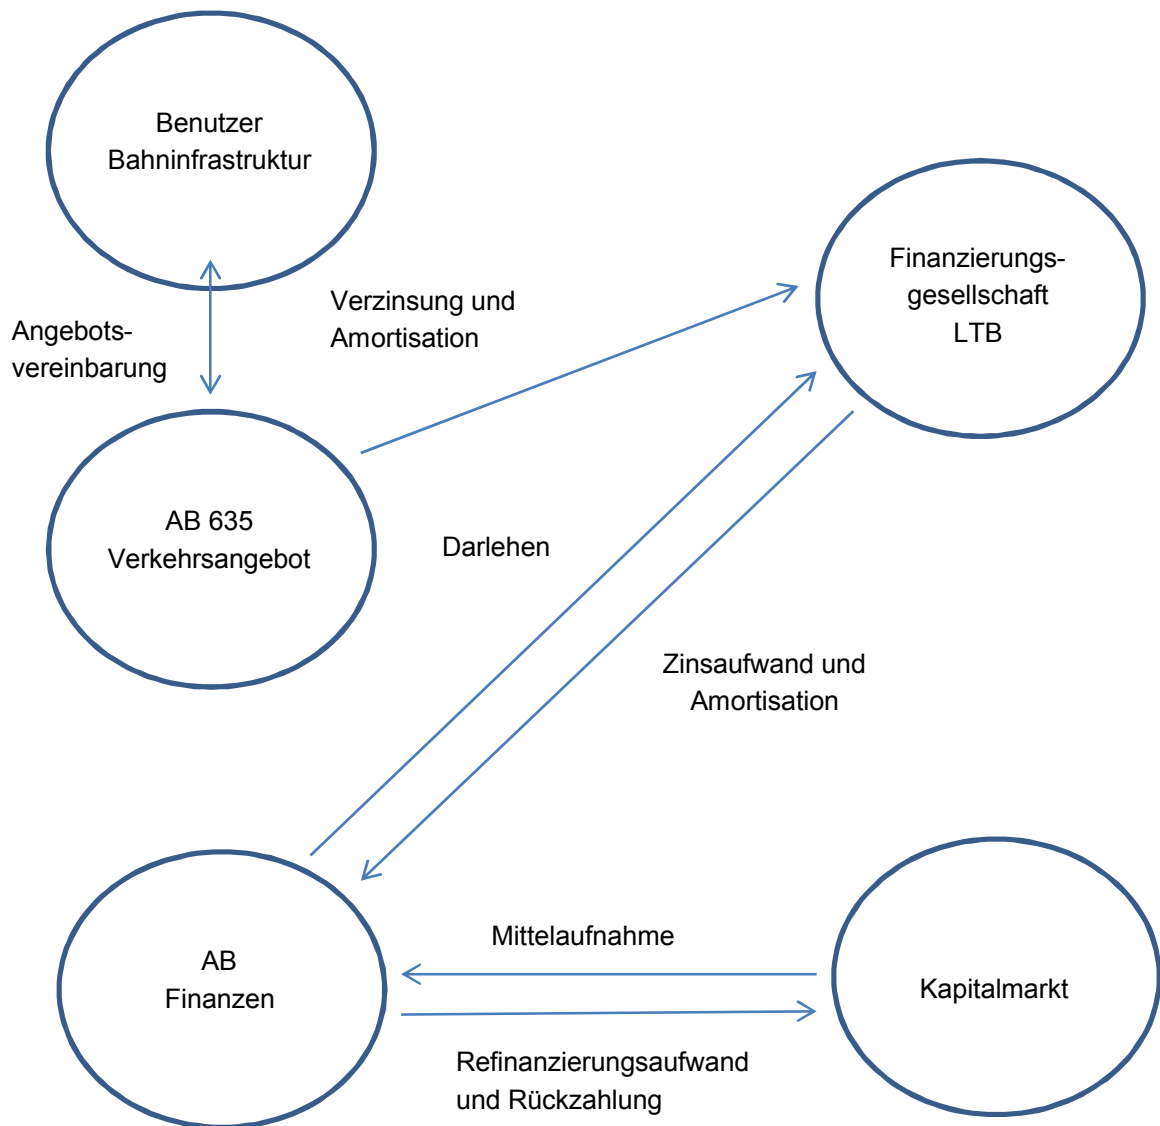 Benutzer
Bahninfrastruktur
Finanzierungs-
gesellschaft
LTB
Verzinsung und
Amortisation
Angebots-
vereinbarung
AB 635
Verkehrsangebot
Darlehen
Zinsaufwand und
Amortisation
Mittelaufnahme
AB
Finanzen
Kapitalmarkt
Refinanzierungsaufwand
und Rückzahlung